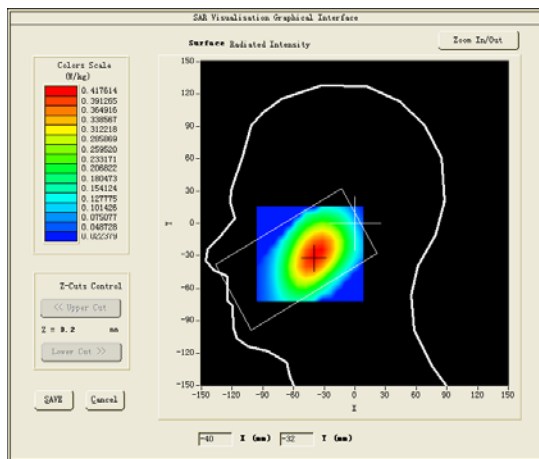 SAR Visualisation Graphical Interface
Surface Radiated Intensity
Zoom In/Out
Colors Scale
(W/kg)
0.417614
0.391265
0.364916
0.338567
0.312218
0.285869
0.259520
0.233171
0.206822
0.180473
0.154124
0.127775
0.101426
0.075077
0.048728
0.022379
Z-Cuts Control
<< Upper Cut
Z = 0.2 mm
Lower Cut >>
SAVE
Cancel
150
120
90
60
30
0
-30
-60
-90
-120
-150
Y
-150 -120 -90 -60 -30 0 30 60 90 120 150
X
-40 X (mm) -32 Y (mm)